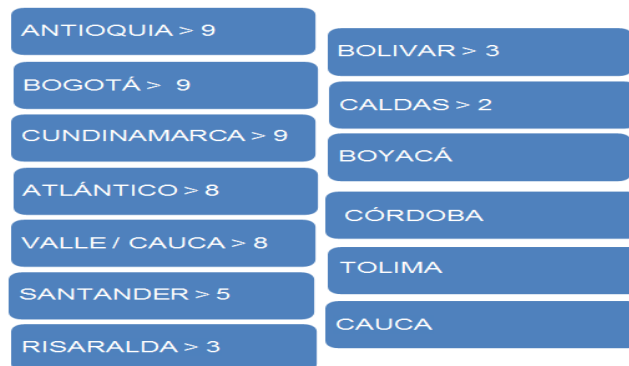 ANTIOQUIA > 9
BOGOTÁ > 9
CUNDINAMARCA > 9
ATLÁNTICO > 8
VALLE / CAUCA > 8
SANTANDER > 5
RISARALDA > 3
BOLIVAR > 3
CALDAS > 2
BOYACÁ
CÓRDOBA
TOLIMA
CAUCA